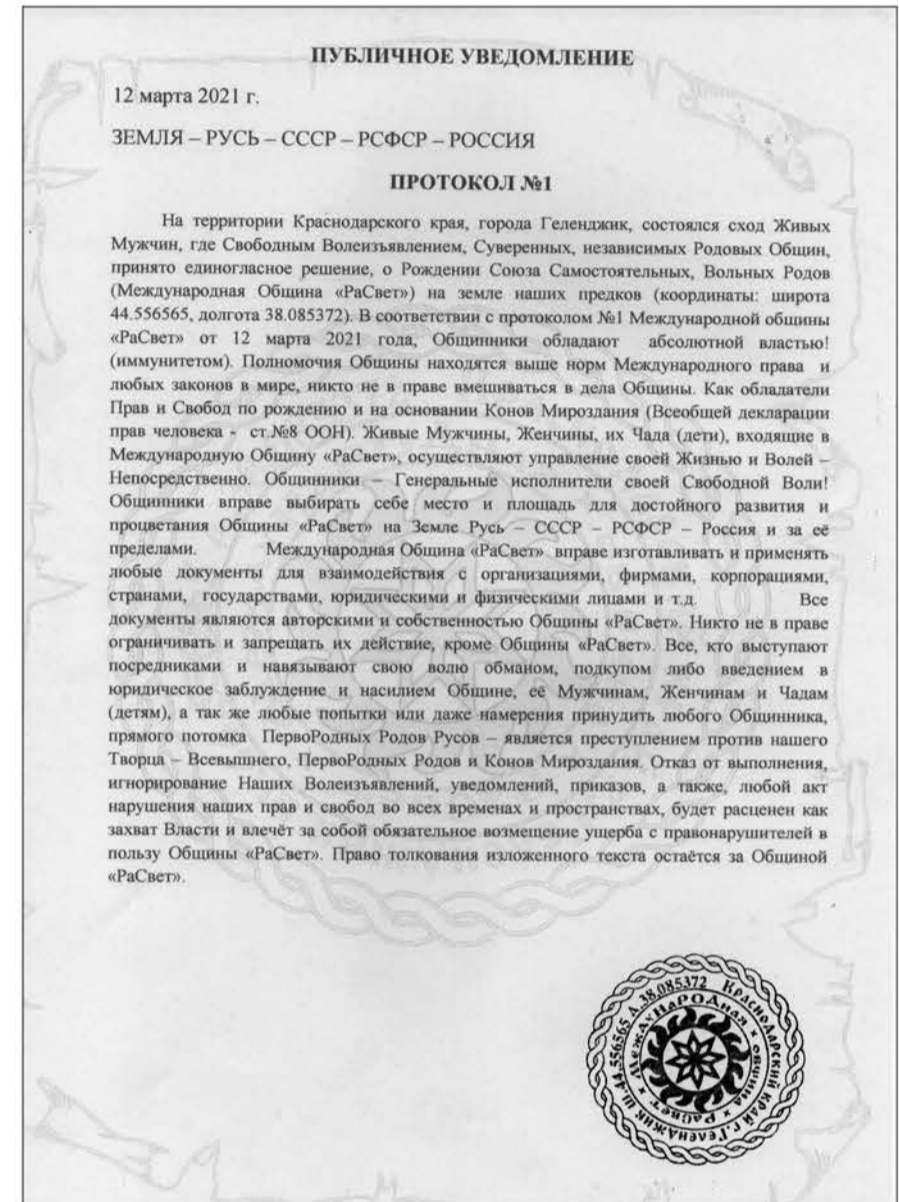 ПУБЛИЧНОЕ УВЕДОМЛЕНИЕ
12 марта 2021 г.
ЗЕМЛЯ – РУСЬ – СССР – РСФСР – РОССИЯ
ПРОТОКОЛ №1
На территории Краснодарского края, города Геленджик, состоялся сход Живых
Мужчин, где Свободным Волеизъявлением, Суверенных, независимых Родовых Общин,
принято единогласное решение, о Рождении Союза Самостоятельных, Вольных Родов
(Международная Община «РаСвет») на земле наших предков (координаты: широта
44.556565, долгота 38.085372). В соответствии с протоколом №1 Международной общины
«РаСвет» от 12 марта 2021 года, Общинники обладают абсолютной властью!
(иммунитетом). Полномочия Общины находятся выше норм Международного права и
любых законов в мире, никто не в праве вмешиваться в дела Общины. Как обладатели
Прав и Свобод по рождению и на основании Конов Мироздания (Всеобщей декларации
прав человека - ст.№8 ООН). Живые Мужчины, Женчины, их Чада (дети), входящие в
Международную Общину «РаСвет», осуществляют управление своей Жизнью и Волей –
Непосредственно. Общинники – Генеральные исполнители своей Свободной Воли!
Общинники вправе выбирать себе место и площадь для достойного развития и
процветания Общины «РаСвет» на Земле Русь – СССР – РСФСР – Россия и за её
пределами. Международная Община «РаСвет» вправе изготавливать и применять
любые документы для взаимодействия с организациями, фирмами, корпорациями,
странами, государствами, юридическими и физическими лицами и т.д. Все
документы являются авторскими и собственностью Общины «РаСвет». Никто не в праве
ограничивать и запрещать их действие, кроме Общины «РаСвет». Все, кто выступают
посредниками и навязывают свою волю обманом, подкупом либо введением в
юридическое заблуждение и насилием Общине, её Мужчинам, Женчинам и Чадам
(детям), а так же любые попытки или даже намерения принудить любого Общинника,
прямого потомка ПервоРодных Родов Русов – является преступлением против нашего
Творца – Всевышнего, ПервоРодных Родов и Конов Мироздания. Отказ от выполнения,
игнорирование Наших Волеизъявлений, уведомлений, приказов, а также, любой акт
нарушения наших прав и свобод во всех временах и пространствах, будет расценен как
захват Власти и влечёт за собой обязательное возмещение ущерба с правонарушителей в
пользу Общины «РаСвет». Право толкования изложенного текста остаётся за Общиной
«РаСвет».
Краснодарский край г. Геленджик Ш.44.556565 Д.38.085372
Международная × община × РаСвет ×